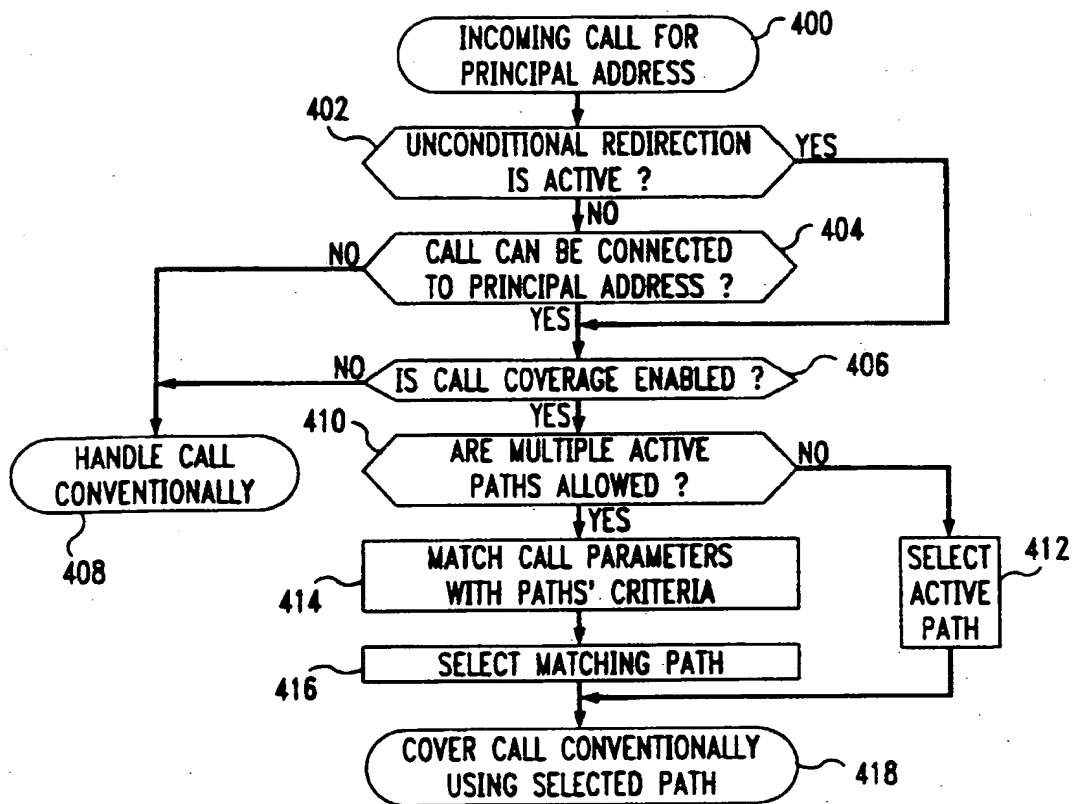 INCOMING CALL FOR
PRINCIPAL ADDRESS
400
402
UNCONDITIONAL REDIRECTION
IS ACTIVE ?
YES
NO
404
NO
CALL CAN BE CONNECTED
TO PRINCIPAL ADDRESS ?
YES
NO
IS CALL COVERAGE ENABLED ?
406
YES
410
ARE MULTIPLE ACTIVE
PATHS ALLOWED ?
NO
HANDLE CALL
CONVENTIONALLY
408
YES
MATCH CALL PARAMETERS
WITH PATHS' CRITERIA
414
SELECT
ACTIVE
PATH
412
SELECT MATCHING PATH
416
COVER CALL CONVENTIONALLY
USING SELECTED PATH
418